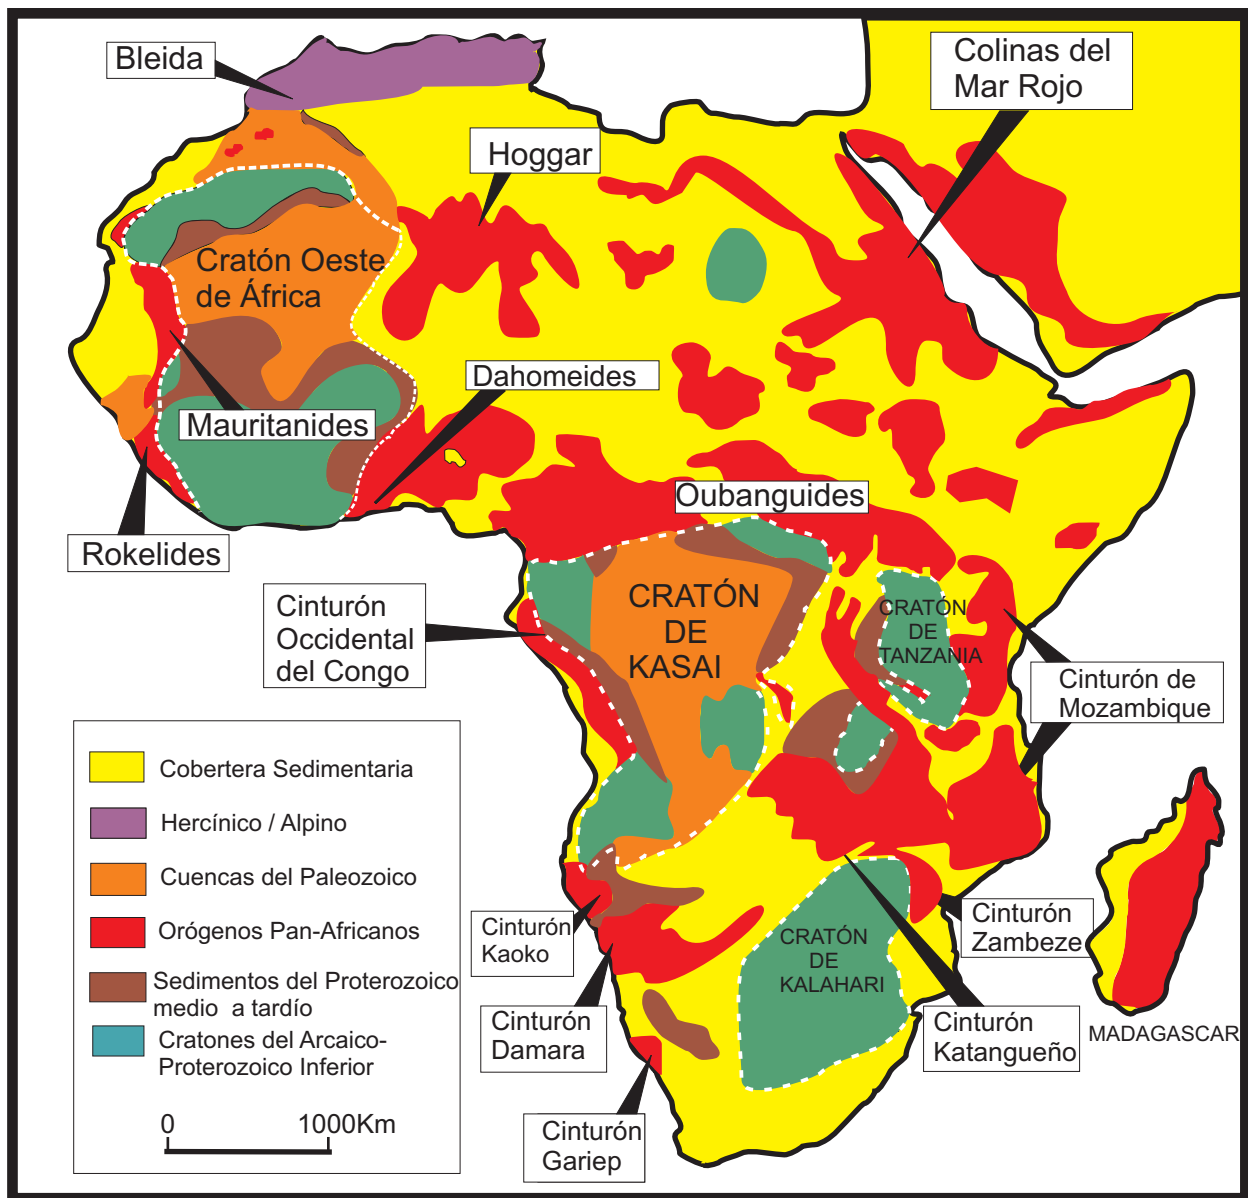 Bleida
Colinas del
Mar Rojo
Hoggar
Cratón Oeste
de África
Dahomeides
Mauritanides
Oubanguides
Rokelides
Cinturón
Occidental
del Congo
CRATÓN
DE
KASAI
CRATÓN
DE
TANZANIA
Cinturón de
Mozambique
Cobertera Sedimentaria
Hercínico / Alpino
Cuencas del Paleozoico
Orógenos Pan-Africanos
Sedimentos del Proterozoico
medio a tardío
Cratones del Arcaico-
Proterozoico Inferior
0 1000Km
Cinturón
Kaoko
Cinturón
Damara
Cinturón
Gariep
CRATÓN
DE
KALAHARI
Cinturón
Zambeze
Cinturón
Katangueño
MADAGASCAR